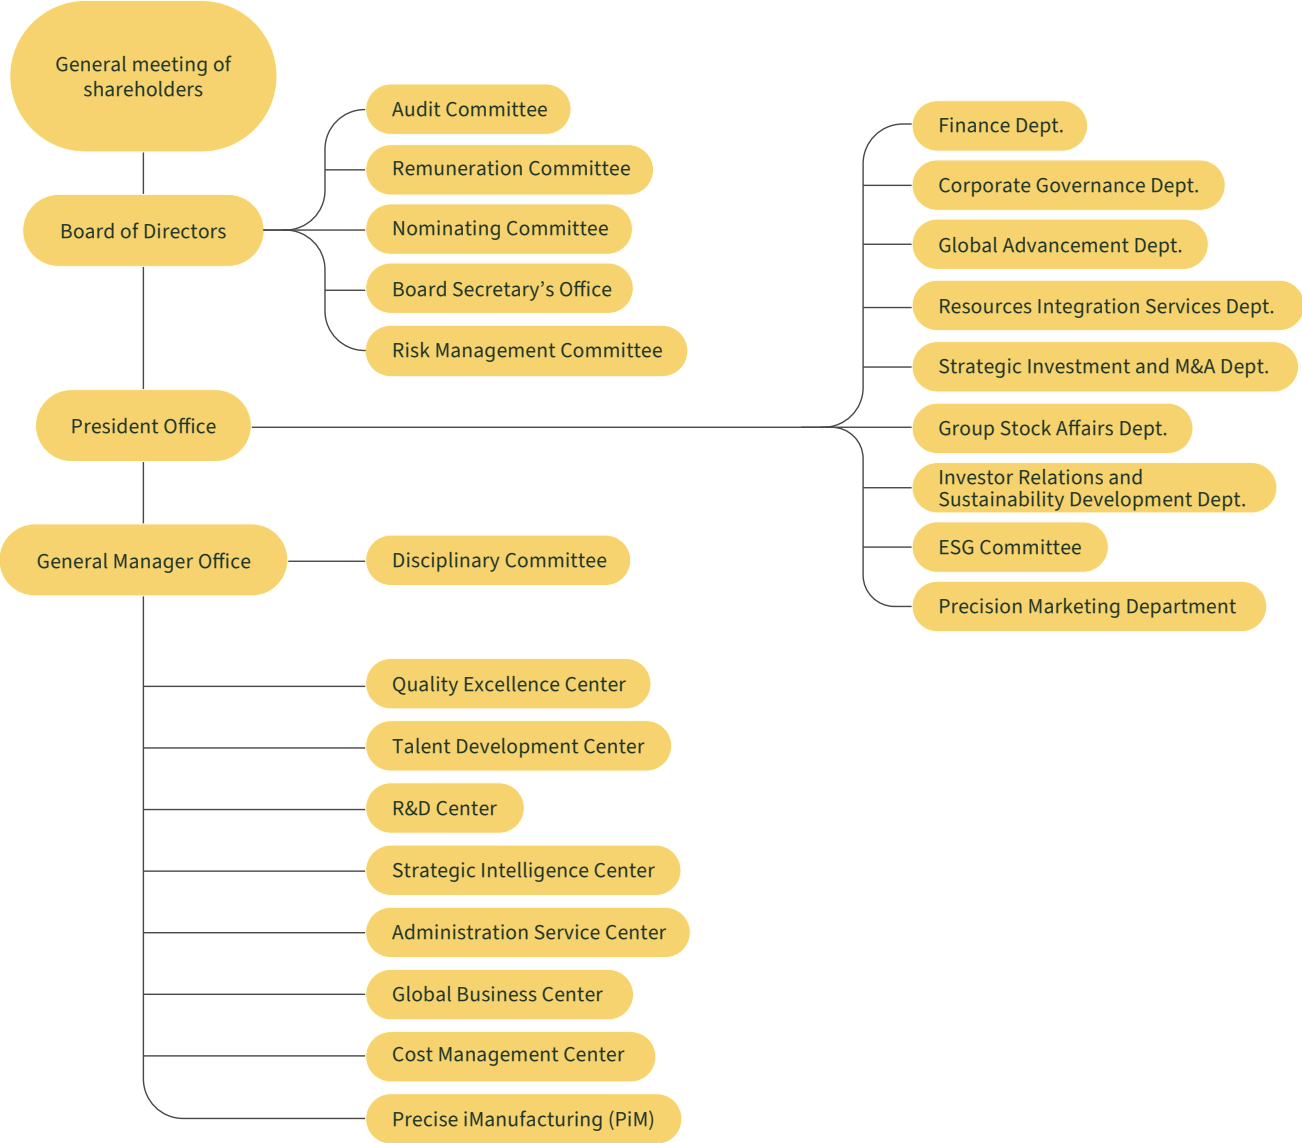 General meeting of
shareholders
Board of Directors
Audit Committee
Remuneration Committee
Nominating Committee
Board Secretary’s Office
Risk Management Committee
President Office
Finance Dept.
Corporate Governance Dept.
Global Advancement Dept.
Resources Integration Services Dept.
Strategic Investment and M&A Dept.
Group Stock Affairs Dept.
Investor Relations and
Sustainability Development Dept.
ESG Committee
Precision Marketing Department
General Manager Office
Disciplinary Committee
Quality Excellence Center
Talent Development Center
R&D Center
Strategic Intelligence Center
Administration Service Center
Global Business Center
Cost Management Center
Precise iManufacturing (PiM)